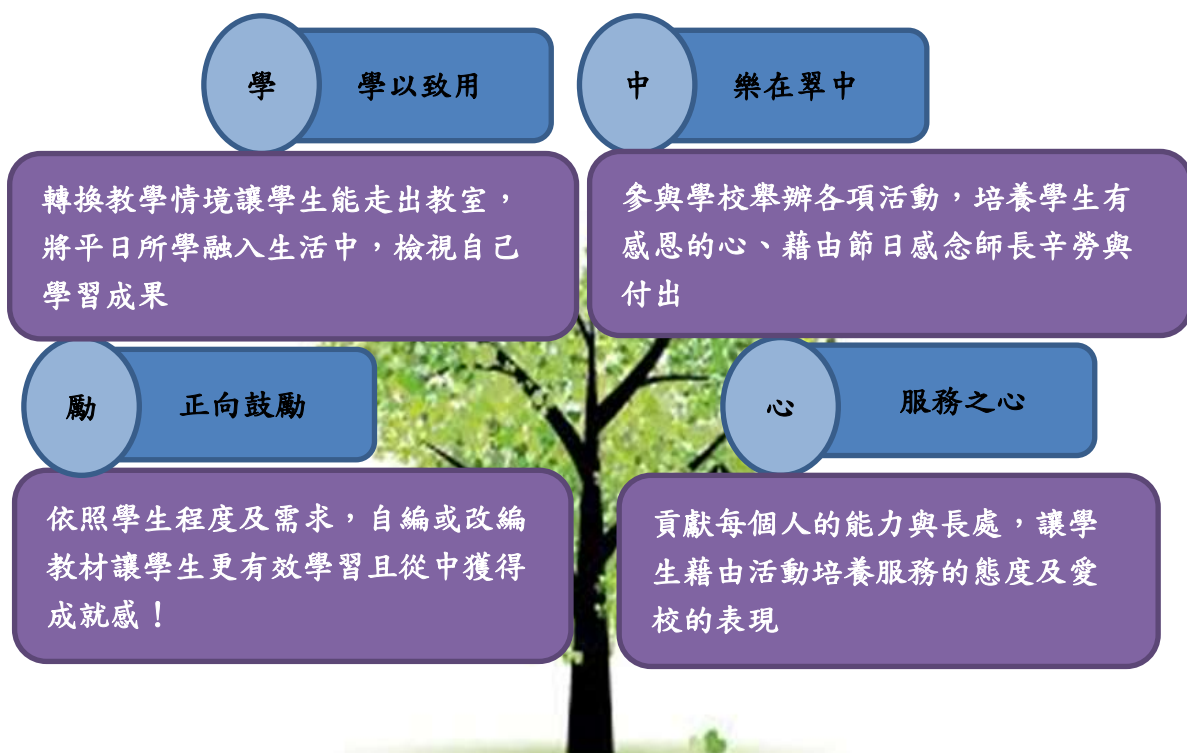 學
學以致用
轉換教學情境讓學生能走出教室，
將平日所學融入生活中，檢視自己
學習成果
中
樂在翠中
參與學校舉辦各項活動，培養學生有
感恩的心、藉由節日感念師長辛勞與
付出
勵
正向鼓勵
依照學生程度及需求，自編或改編
教材讓學生更有效學習且從中獲得
成就感！
心
服務之心
貢獻每個人的能力與長處，讓學
生藉由活動培養服務的態度及愛
校的表現